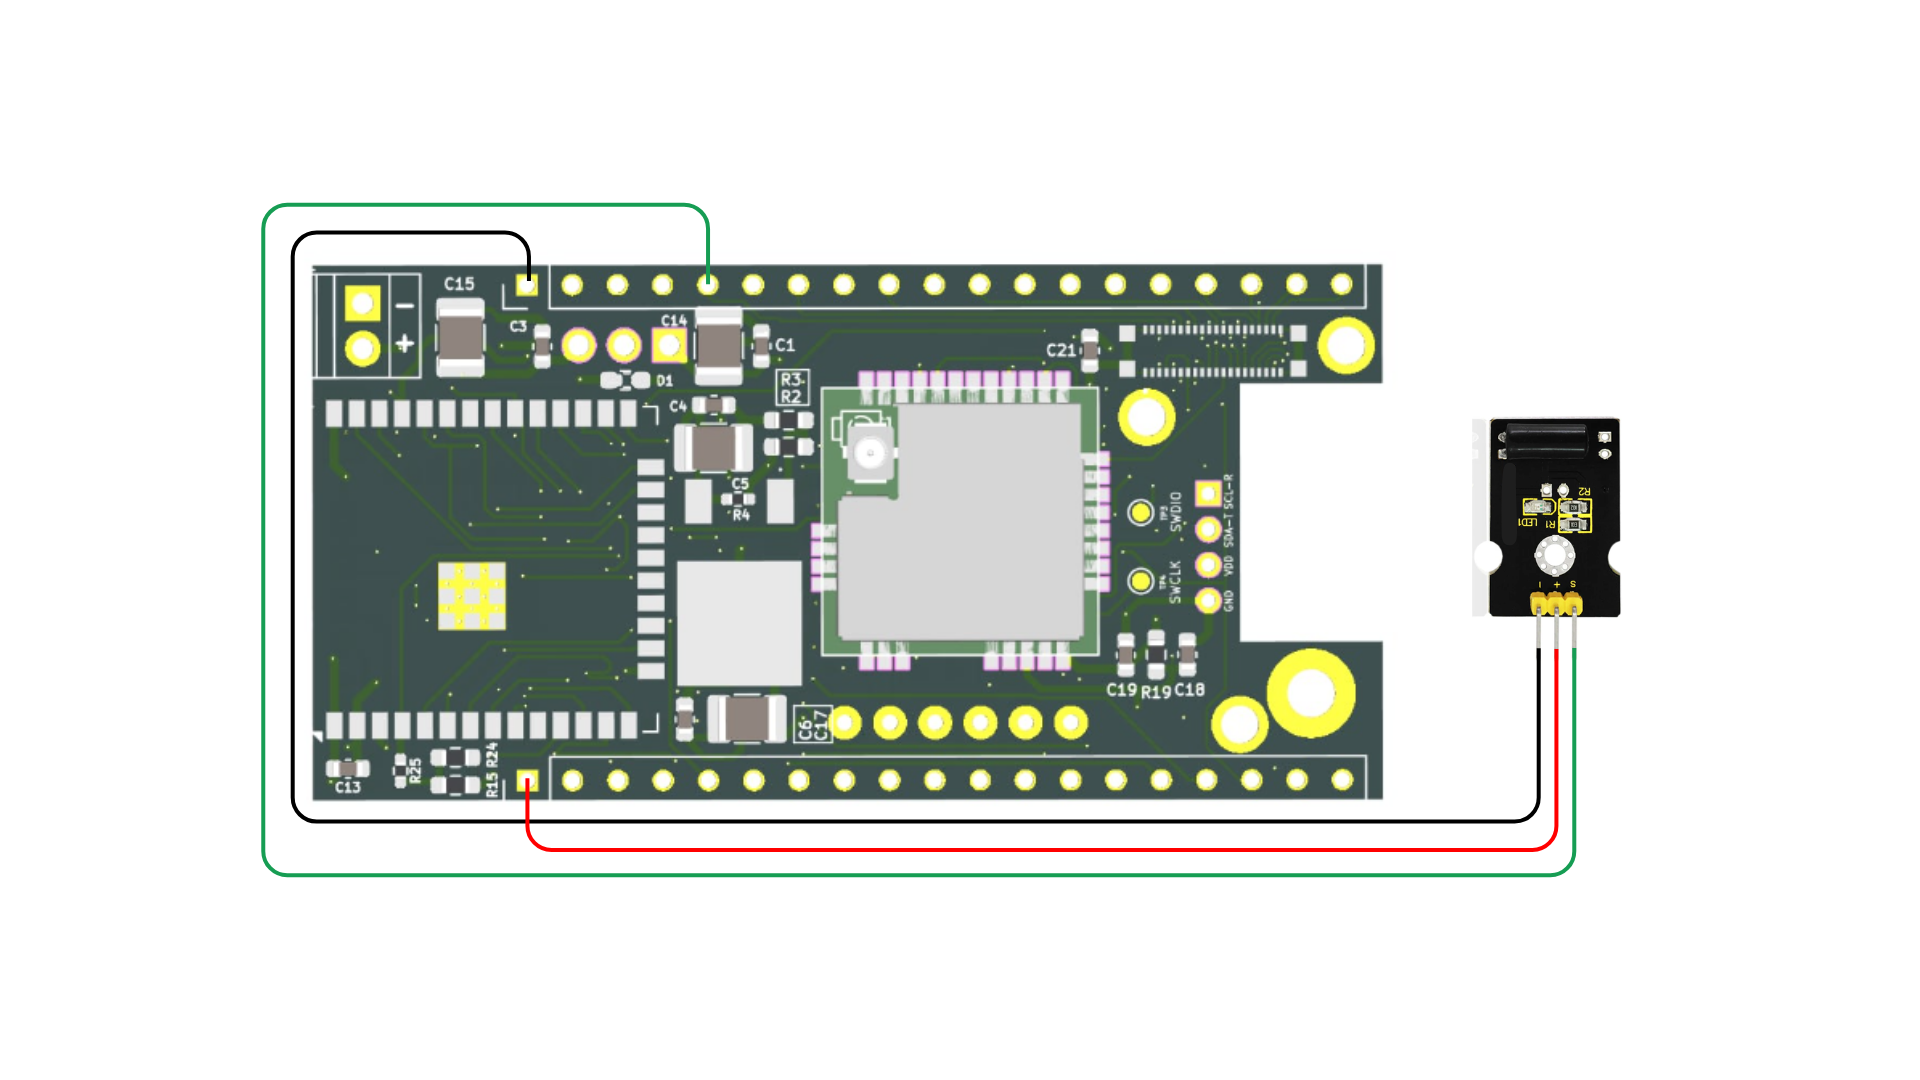 C15
−
+
C3
C14
C1
D1
C4
R3
R2
C5
R4
C21
TP3
SWDIO
TP4
SWCLK
SCL-R
SDA-T
VDD
GND
C19
R19
C18
C6
C17
C13
R25
R24
R15
R2
LED1
R1
-
+
S